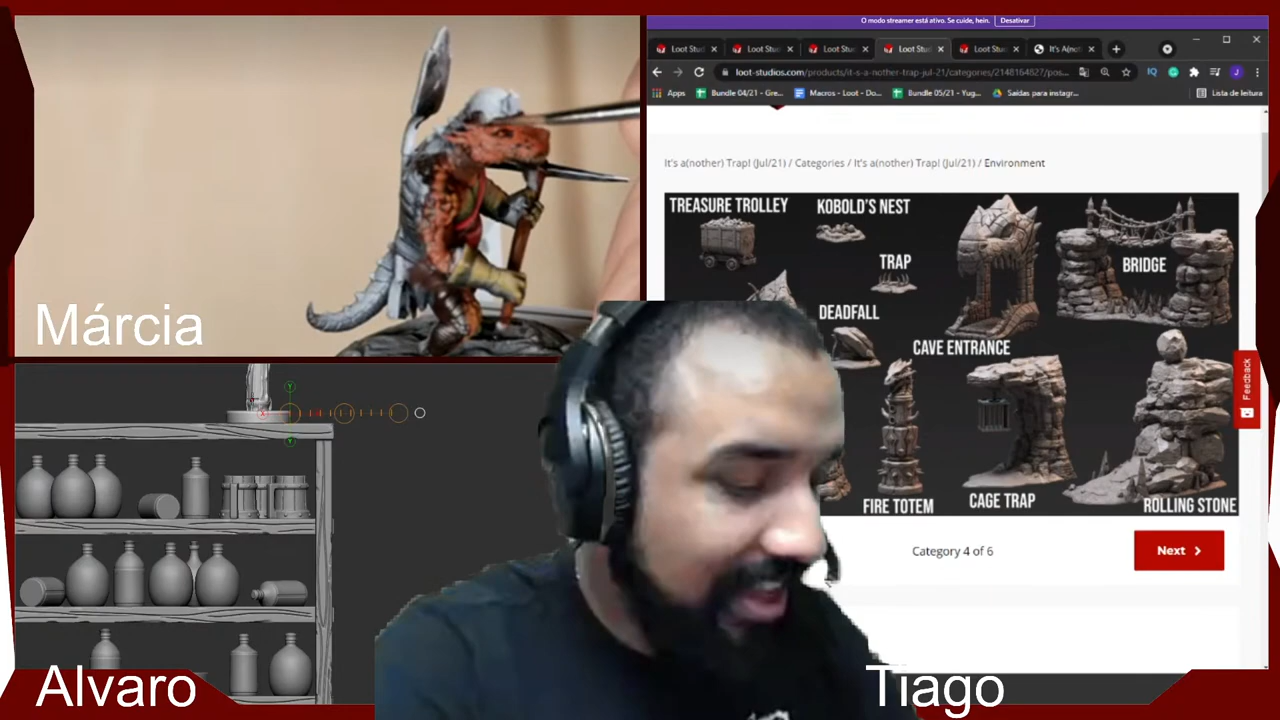 O modo streamer está ativo. Se cuide, hein. Desativar
Loot Stud Loot Stud Loot Stud Loot Stud Loot Stud It's A(not
loot-studios.com/products/it-s-a-nother-trap-jul-21/categories/2148164827/pos...
IQ J
Apps Bundle 04/21 - Gre... Macros - Loot - Do... Bundle 05/21 - Yug... Saídas para instagr... Lista de leitura
It's a(nother) Trap! (Jul/21) / Categories / It's a(nother) Trap! (Jul/21) / Environment
TREASURE TROLLEY
KOBOLD'S NEST
TRAP
BRIDGE
DEADFALL
CAVE ENTRANCE
FIRE TOTEM
CAGE TRAP
ROLLING STONE
Feedback
Category 4 of 6
Next
Márcia
Y
X
Y
Alvaro
Tiago